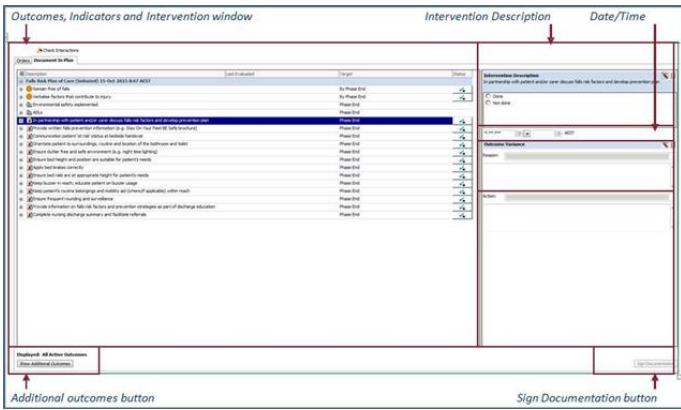 Outcomes, Indicators and Intervention window
Intervention Description
Date/Time
Check Interactions
Orders Document In Plan
Description Last Evaluated Target Status
Falls Risk Plan of Care (Initiated) 15-Oct-2015 8:47 AEST
Remain free of falls By Phase End
Verbalise factors that contribute to injury By Phase End
Environmental safety implemented Phase End
ADLs Phase End
In partnership with patient and/or carer discuss falls risk factors and develop prevention plan Phase End
Provide written falls prevention information (e.g. Stay On Your Feet BE Safe brochure) Phase End
Communication patient 'at risk' status at bedside handover Phase End
Orientate patient to surroundings, routine and location of the bathroom and toilet Phase End
Ensure clutter free and safe environment (e.g. night time lighting) Phase End
Ensure bed height and position are suitable for patient's needs Phase End
Apply bed brakes correctly Phase End
Ensure bed rails are at appropriate height for patient's needs Phase End
Keep buzzer in reach; educate patient on buzzer usage Phase End
Keep patient's routine belongings and mobility aid (where/if applicable) within reach Phase End
Ensure frequent rounding and surveillance Phase End
Provide information on falls risk factors and prevention strategies as part of discharge education Phase End
Complete nursing discharge summary and facilitate referrals Phase End
Intervention Description
In partnership with patient and/or carer discuss falls risk factors and develop prevention plan
Done
Not done
AEST
Outcome Variance
Reason:
Action:
Displayed: All Active Outcomes
Show Additional Outcomes
Sign Documentation
Additional outcomes button
Sign Documentation button